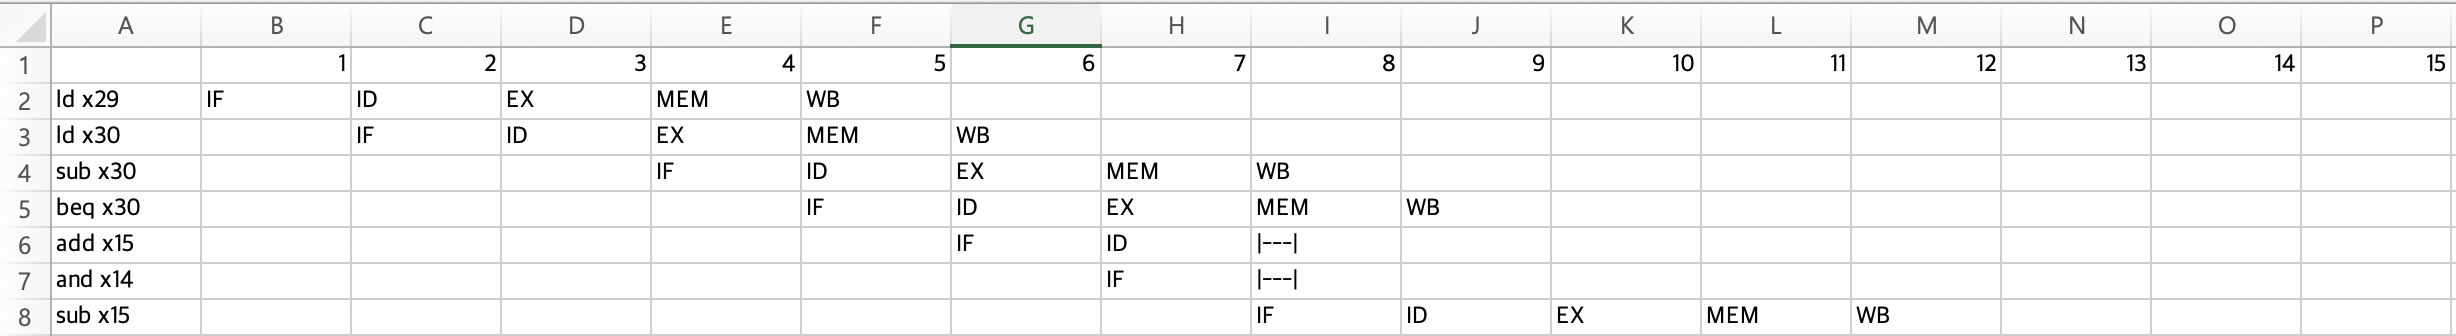 A B C D E F G H I J K L M N O P
1 1 2 3 4 5 6 7 8 9 10 11 12 13 14 15
2 ld x29 IF ID EX MEM WB
3 ld x30 IF ID EX MEM WB
4 sub x30 IF ID EX MEM WB
5 beq x30 IF ID EX MEM WB
6 add x15 IF ID |---|
7 and x14 IF |---|
8 sub x15 IF ID EX MEM WB